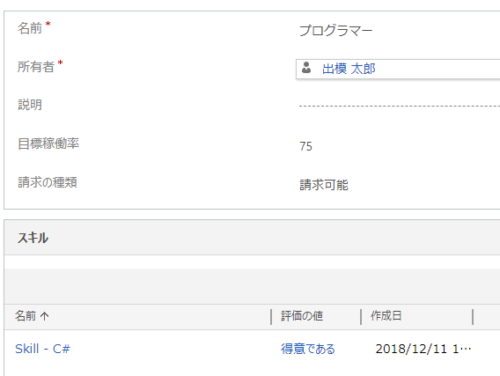 名前* プログラマー
所有者* 出模 太郎
説明 ---
目標稼働率 75
請求の種類 請求可能
スキル
名前 ↑ 評価の値 作成日
Skill - C# 得意である 2018/12/11 1…